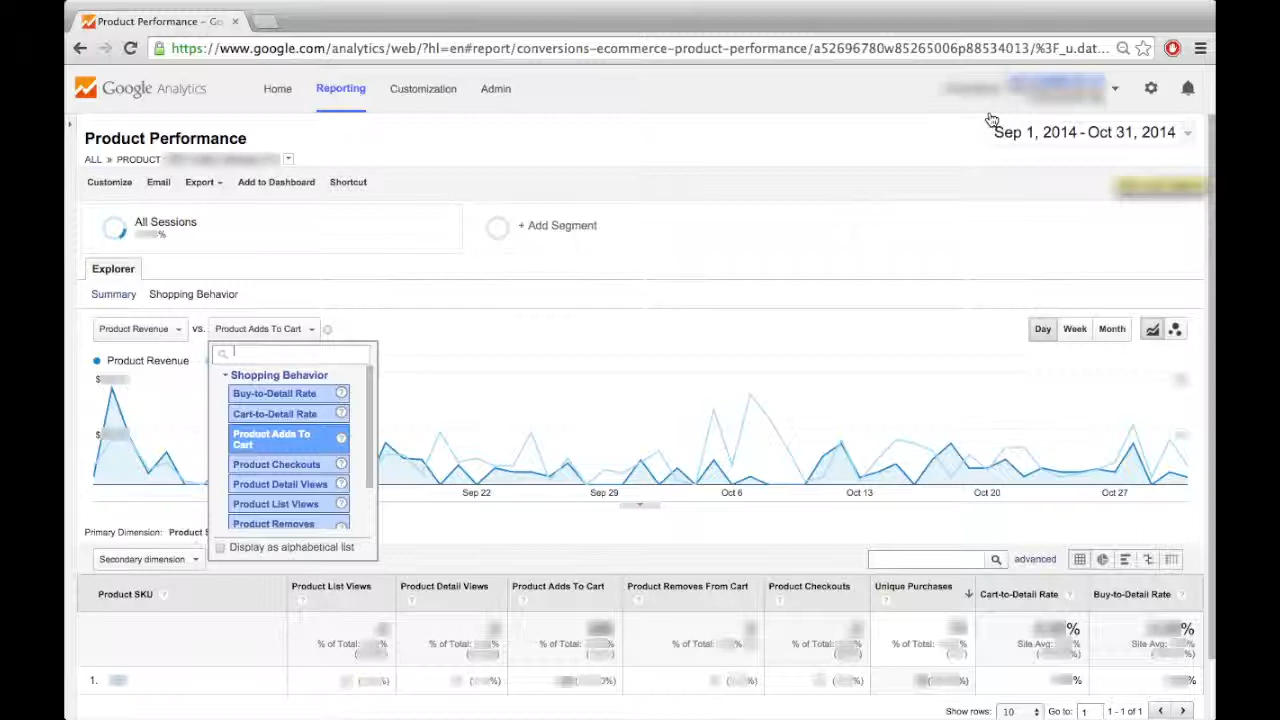 Product Performance – Go
https://www.google.com/analytics/web/?hl=en#report/conversions-ecommerce-product-performance/a52696780w85265006p88534013/%3F_u.dat...
Google Analytics Home Reporting Customization Admin
Product Performance
Sep 1, 2014 - Oct 31, 2014
ALL » PRODUCT
Customize Email Export Add to Dashboard Shortcut
All Sessions
%
+ Add Segment
Explorer
Summary Shopping Behavior
Product Revenue VS. Product Adds To Cart
Day Week Month
Product Revenue
$
$
Shopping Behavior
Buy-to-Detail Rate
Cart-to-Detail Rate
Product Adds To
Cart
Product Checkouts
Product Detail Views
Product List Views
Product Removes
Display as alphabetical list
Sep 22 Sep 29 Oct 6 Oct 13 Oct 20 Oct 27
Primary Dimension: Product S
Secondary dimension
advanced
Product SKU Product List Views Product Detail Views Product Adds To Cart Product Removes From Cart Product Checkouts Unique Purchases Cart-to-Detail Rate Buy-to-Detail Rate
% %
% of Total: % of Total: % of Total: % of Total: % of Total: % of Total: Site Avg: Site Avg:
1.
Show rows: 10 Go to: 1 1 - 1 of 1